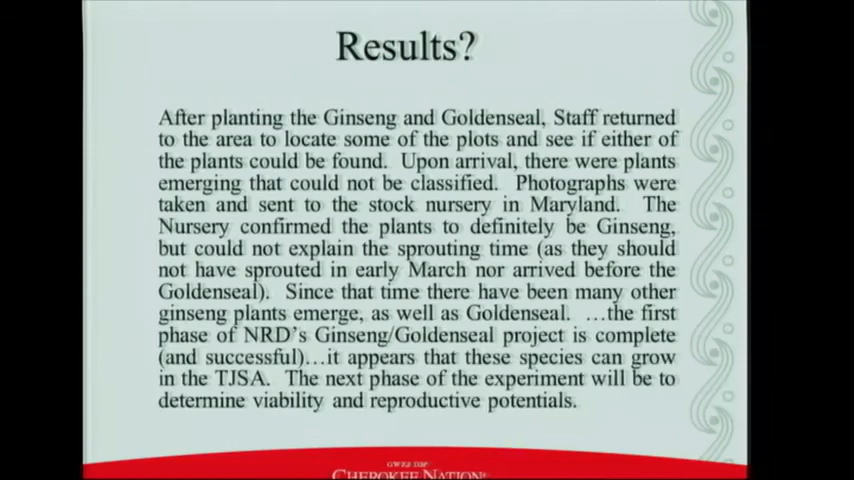 Results?
After planting the Ginseng and Goldenseal, Staff returned
to the area to locate some of the plots and see if either of
the plants could be found. Upon arrival, there were plants
emerging that could not be classified. Photographs were
taken and sent to the stock nursery in Maryland. The
Nursery confirmed the plants to definitely be Ginseng,
but could not explain the sprouting time (as they should
not have sprouted in early March nor arrived before the
Goldenseal). Since that time there have been many other
ginseng plants emerge, as well as Goldenseal. …the first
phase of NRD's Ginseng/Goldenseal project is complete
(and successful)…it appears that these species can grow
in the TJSA. The next phase of the experiment will be to
determine viability and reproductive potentials.
CHEROKEE NATION